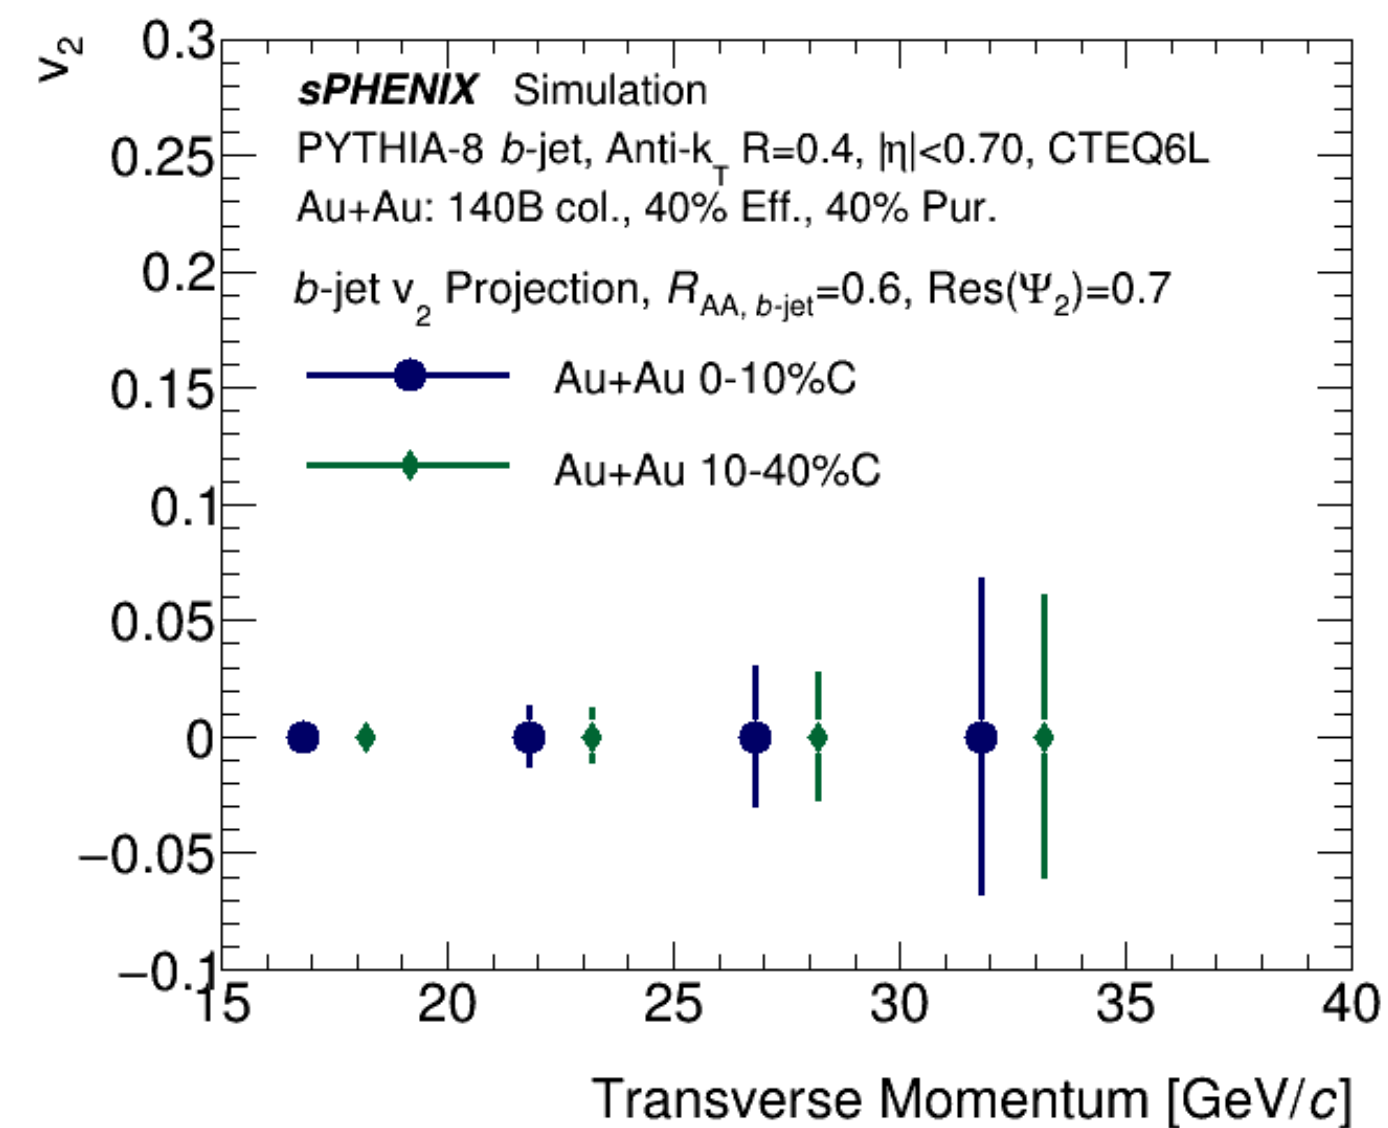 v2
0.3
0.25
0.2
0.15
0.1
0.05
0
−0.05
−0.1
sPHENIX Simulation
PYTHIA-8 b-jet, Anti-kT R=0.4, |η|<0.70, CTEQ6L
Au+Au: 140B col., 40% Eff., 40% Pur.
b-jet v2 Projection, RAA, b-jet=0.6, Res(Ψ2)=0.7
Au+Au 0-10%C
Au+Au 10-40%C
15 20 25 30 35 40
Transverse Momentum [GeV/c]